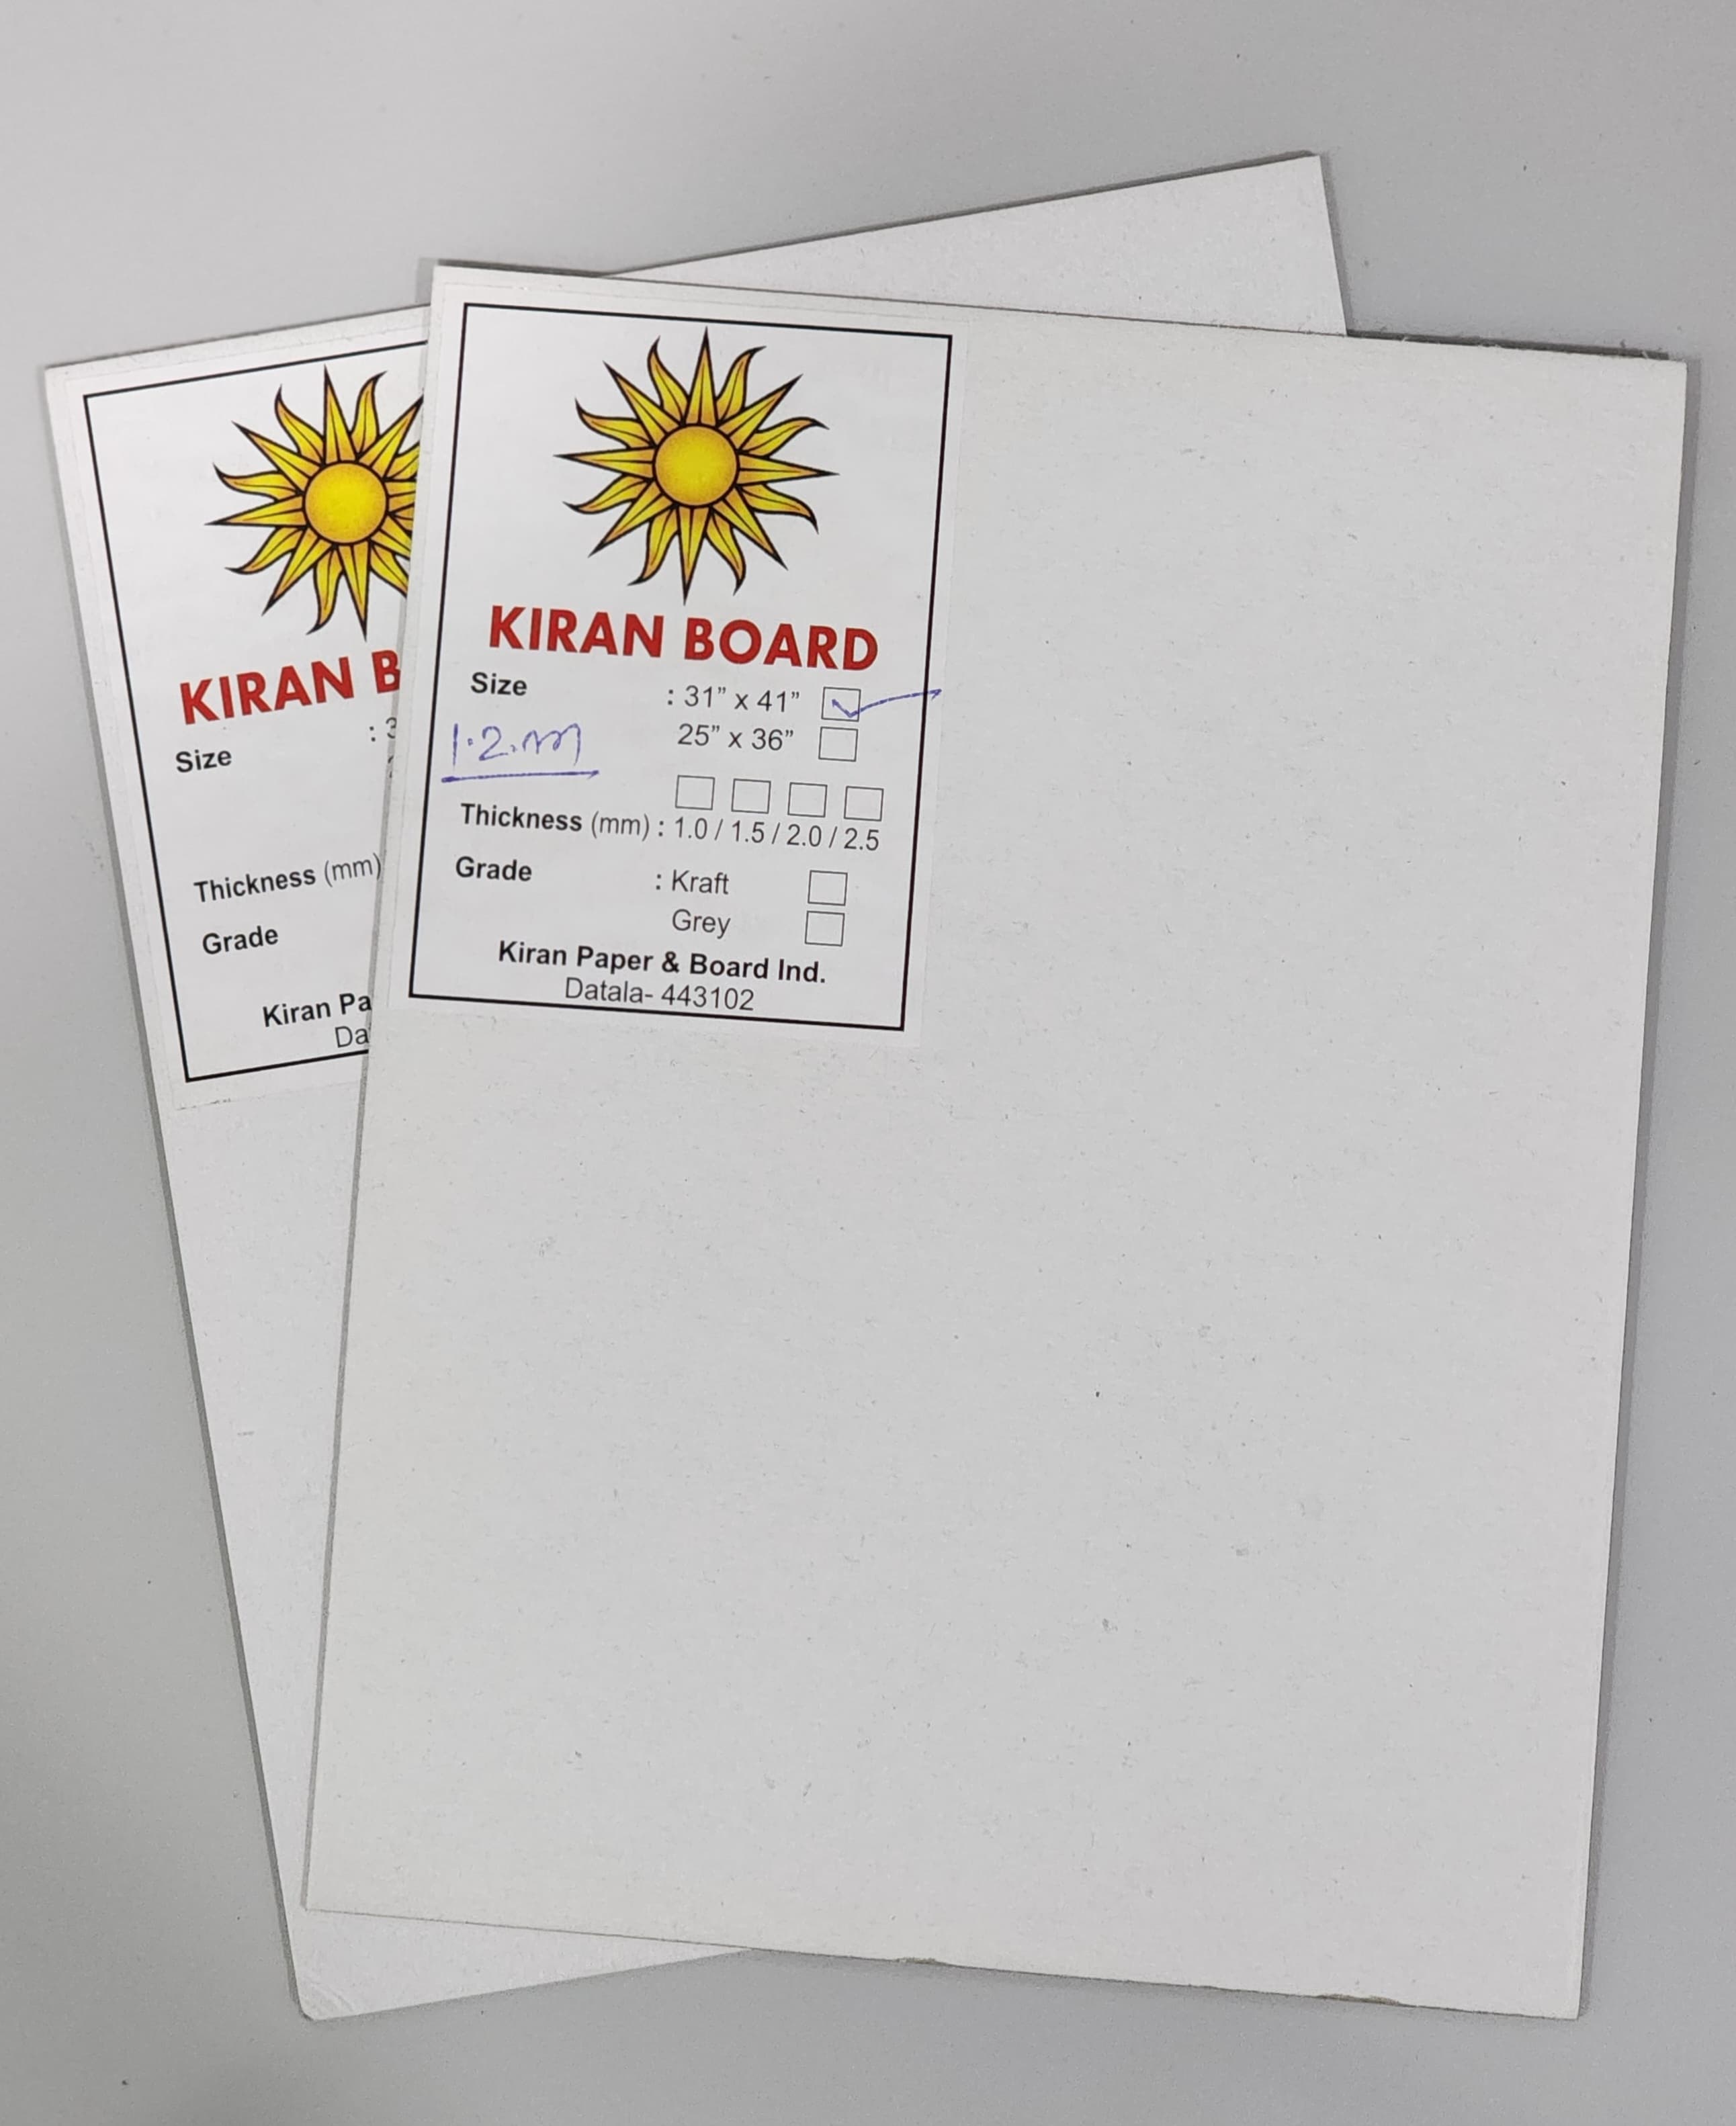 KIRAN BOARD
Size : 31” x 41”
25” x 36”
1.2.m
Thickness (mm) : 1.0 / 1.5 / 2.0 / 2.5
Grade : Kraft
Grey
Kiran Paper & Board Ind.
Datala- 443102
KIRAN B
Size : 3
Thickness (mm)
Grade
Kiran Pa
Da